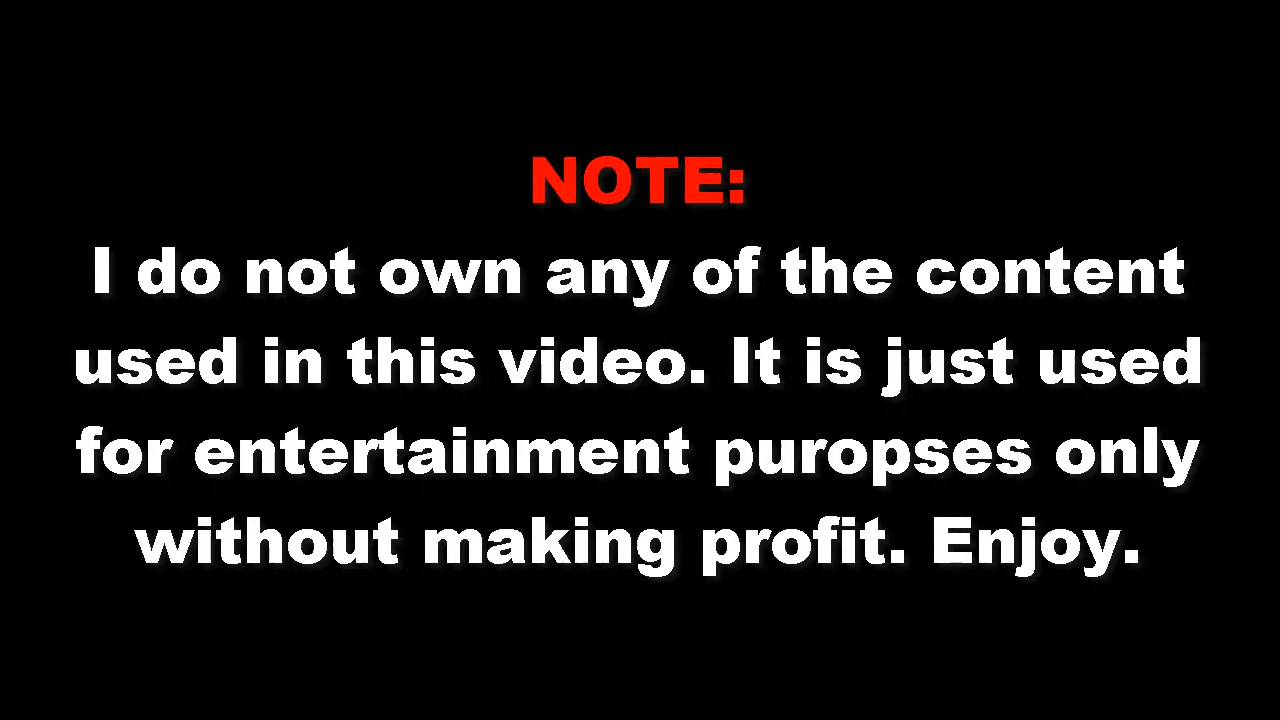 NOTE:
I do not own any of the content
used in this video. It is just used
for entertainment puropses only
without making profit. Enjoy.